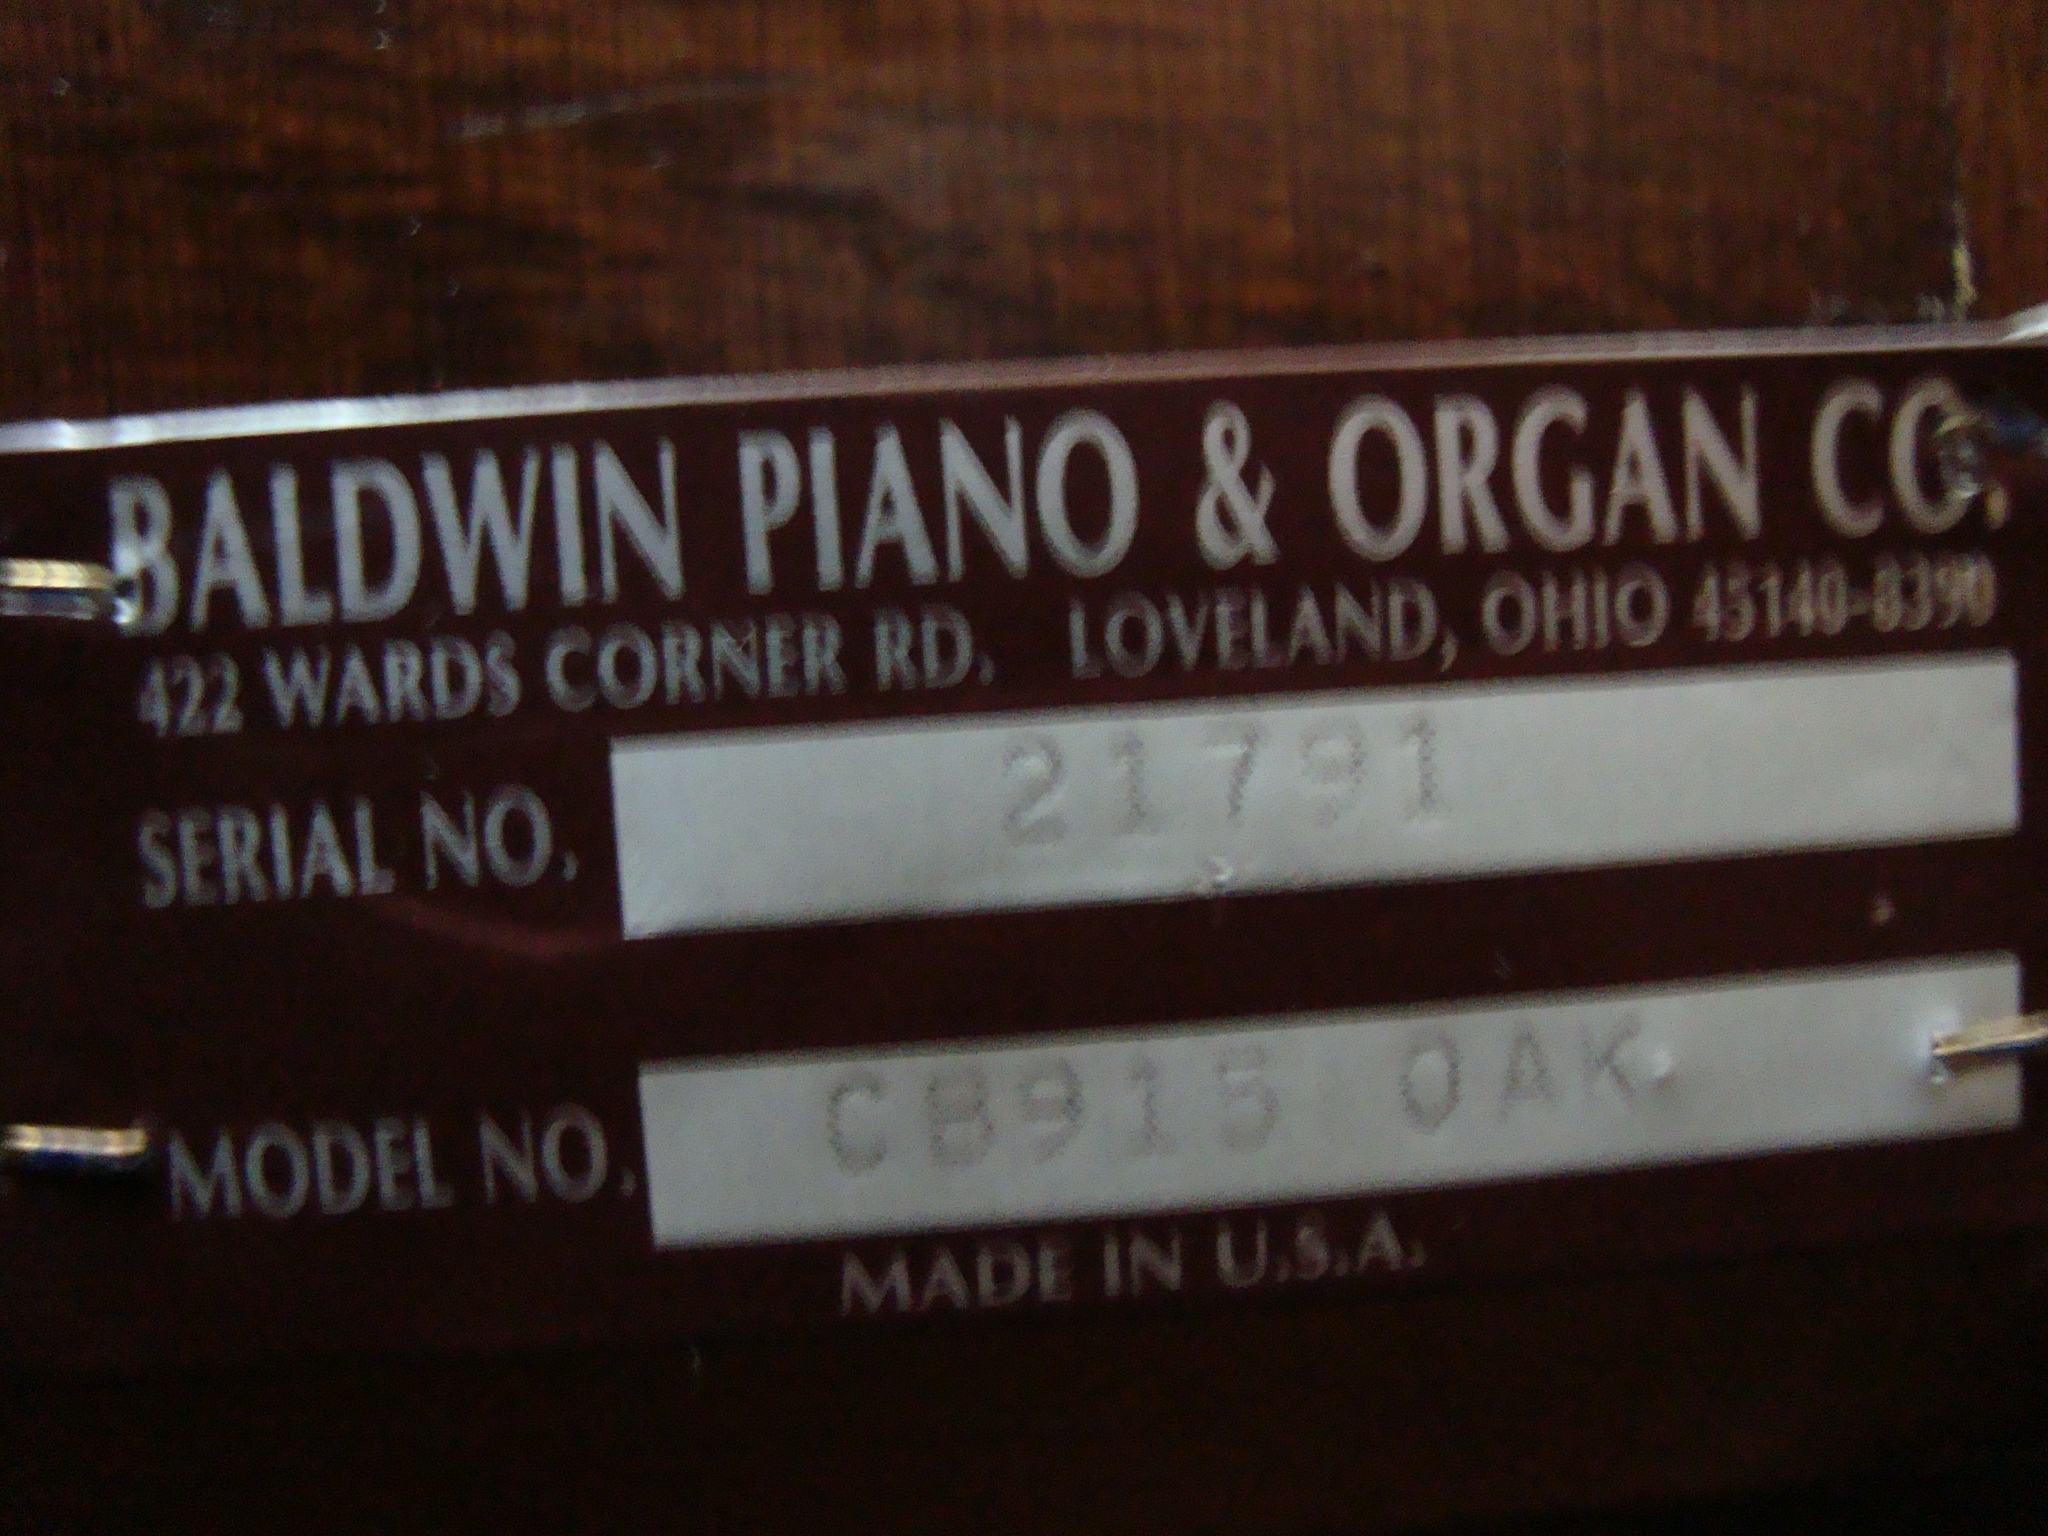 BALDWIN PIANO & ORGAN CO.
422 WARDS CORNER RD. LOVELAND, OHIO 45140-8390
SERIAL NO. 21791
MODEL NO. CB915 OAK
MADE IN U.S.A.